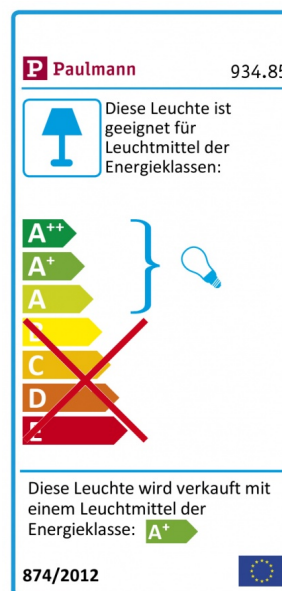 P Paulmann 934.85
Diese Leuchte ist
geeignet für
Leuchtmittel der
Energieklassen:
A++
A+
A
B
C
D
E
Diese Leuchte wird verkauft mit
einem Leuchtmittel der
Energieklasse: A+
874/2012